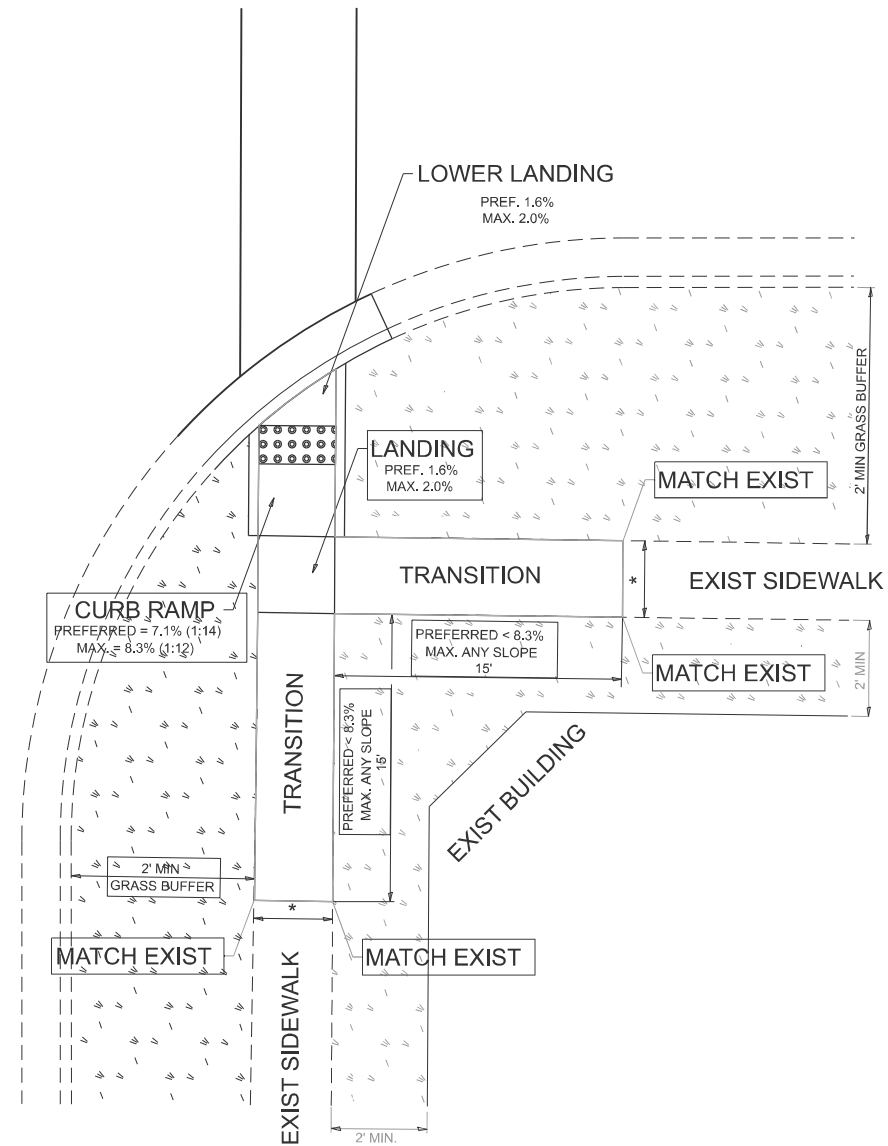 LOWER LANDING
PREF. 1.6%
MAX. 2.0%
2' MIN GRASS BUFFER
LANDING
PREF. 1.6%
MAX. 2.0%
MATCH EXIST
TRANSITION
*
EXIST SIDEWALK
CURB RAMP
PREFERRED = 7.1% (1:14)
MAX. = 8.3% (1:12)
PREFERRED < 8.3%
MAX. ANY SLOPE
15'
MATCH EXIST
2' MIN
TRANSITION
PREFERRED < 8.3%
MAX. ANY SLOPE
15'
EXIST BUILDING
2' MIN
GRASS BUFFER
*
MATCH EXIST
MATCH EXIST
EXIST SIDEWALK
2' MIN.